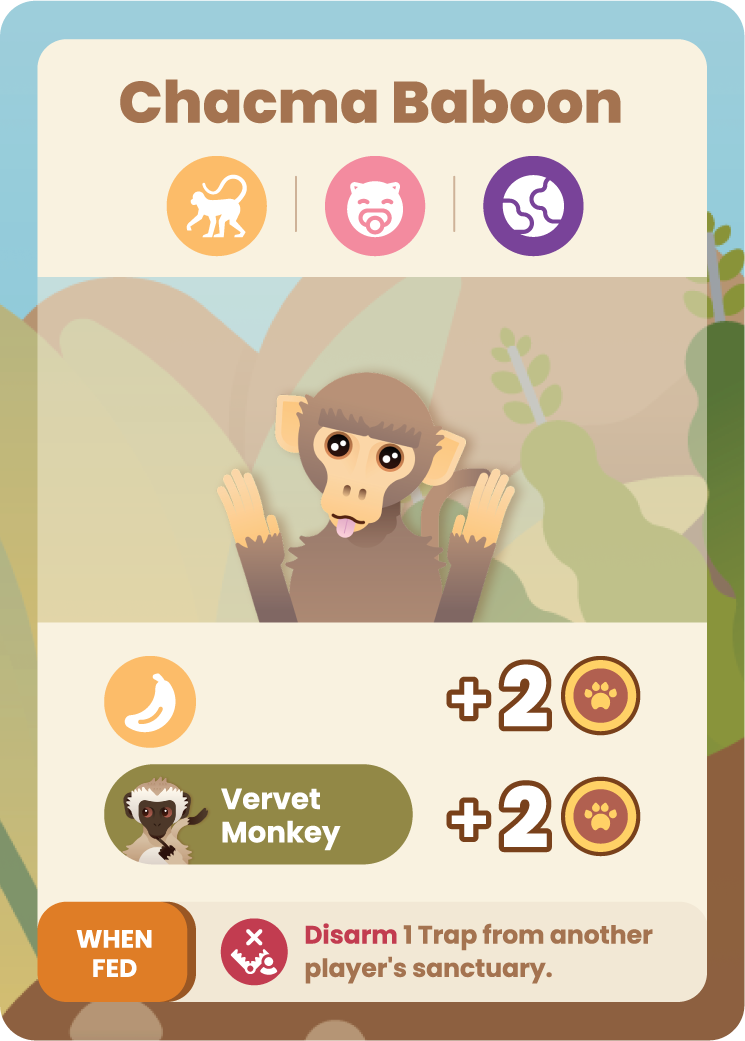 Chacma Baboon
+2
Vervet
Monkey
+2
WHEN
FED
Disarm 1 Trap from another
player's sanctuary.